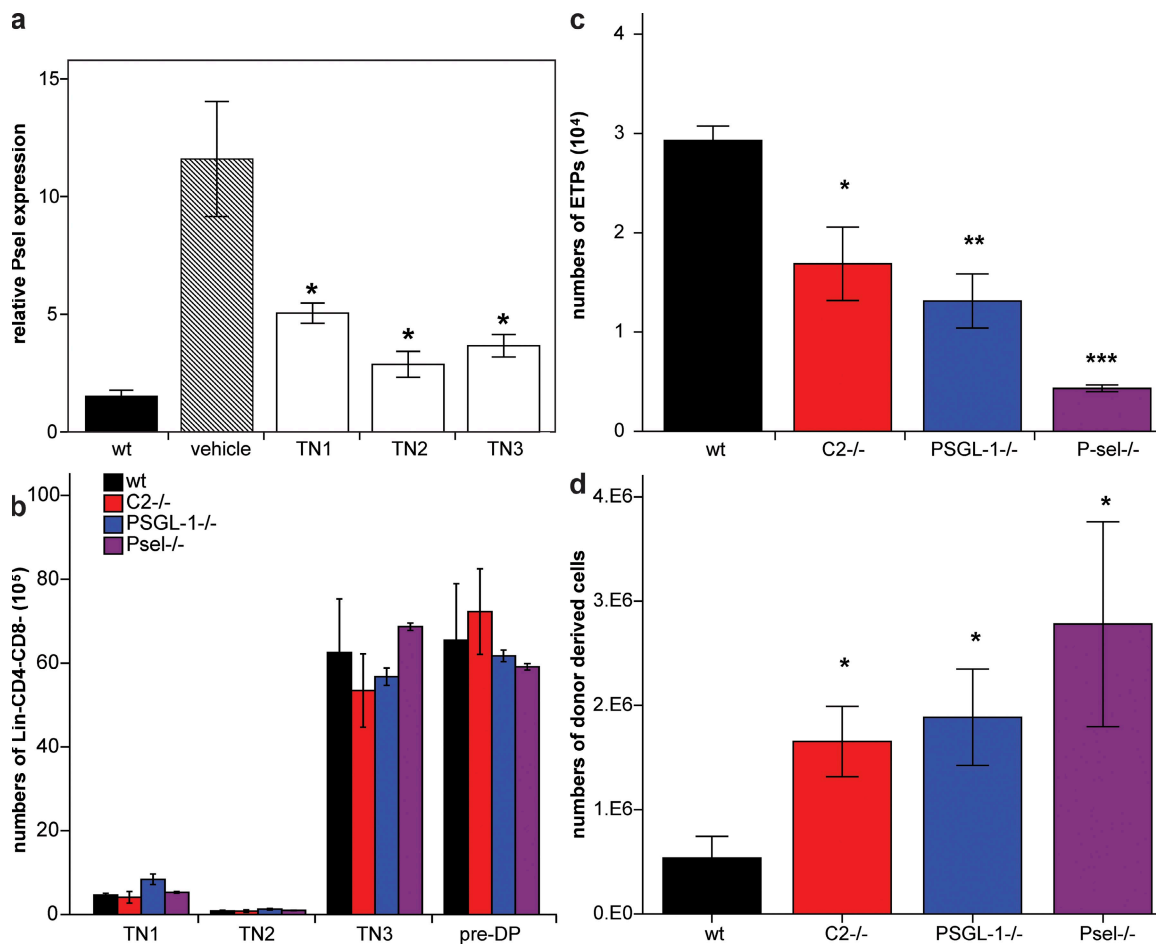 a
relative Psel expression
15
10
5
0
*
*
*
wt vehicle TN1 TN2 TN3
c
numbers of ETPs (10⁴)
4
3
2
1
0
*
**
***
wt C2-/- PSGL-1-/- P-sel-/-
b
numbers of Lin-CD4-CD8- (10⁵)
wt
C2-/-
PSGL-1-/-
Psel-/-
100
80
60
40
20
0
TN1 TN2 TN3 pre-DP
d
numbers of donor derived cells
4.E6
3.E6
2.E6
1.E6
0.E0
*
*
*
wt C2-/- PSGL-1-/- Psel-/-